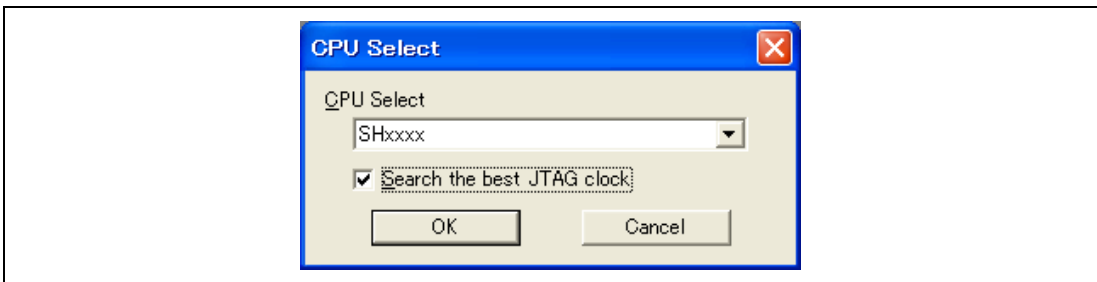 CPU Select
CPU Select
SHxxxx
Search the best JTAG clock
OK Cancel